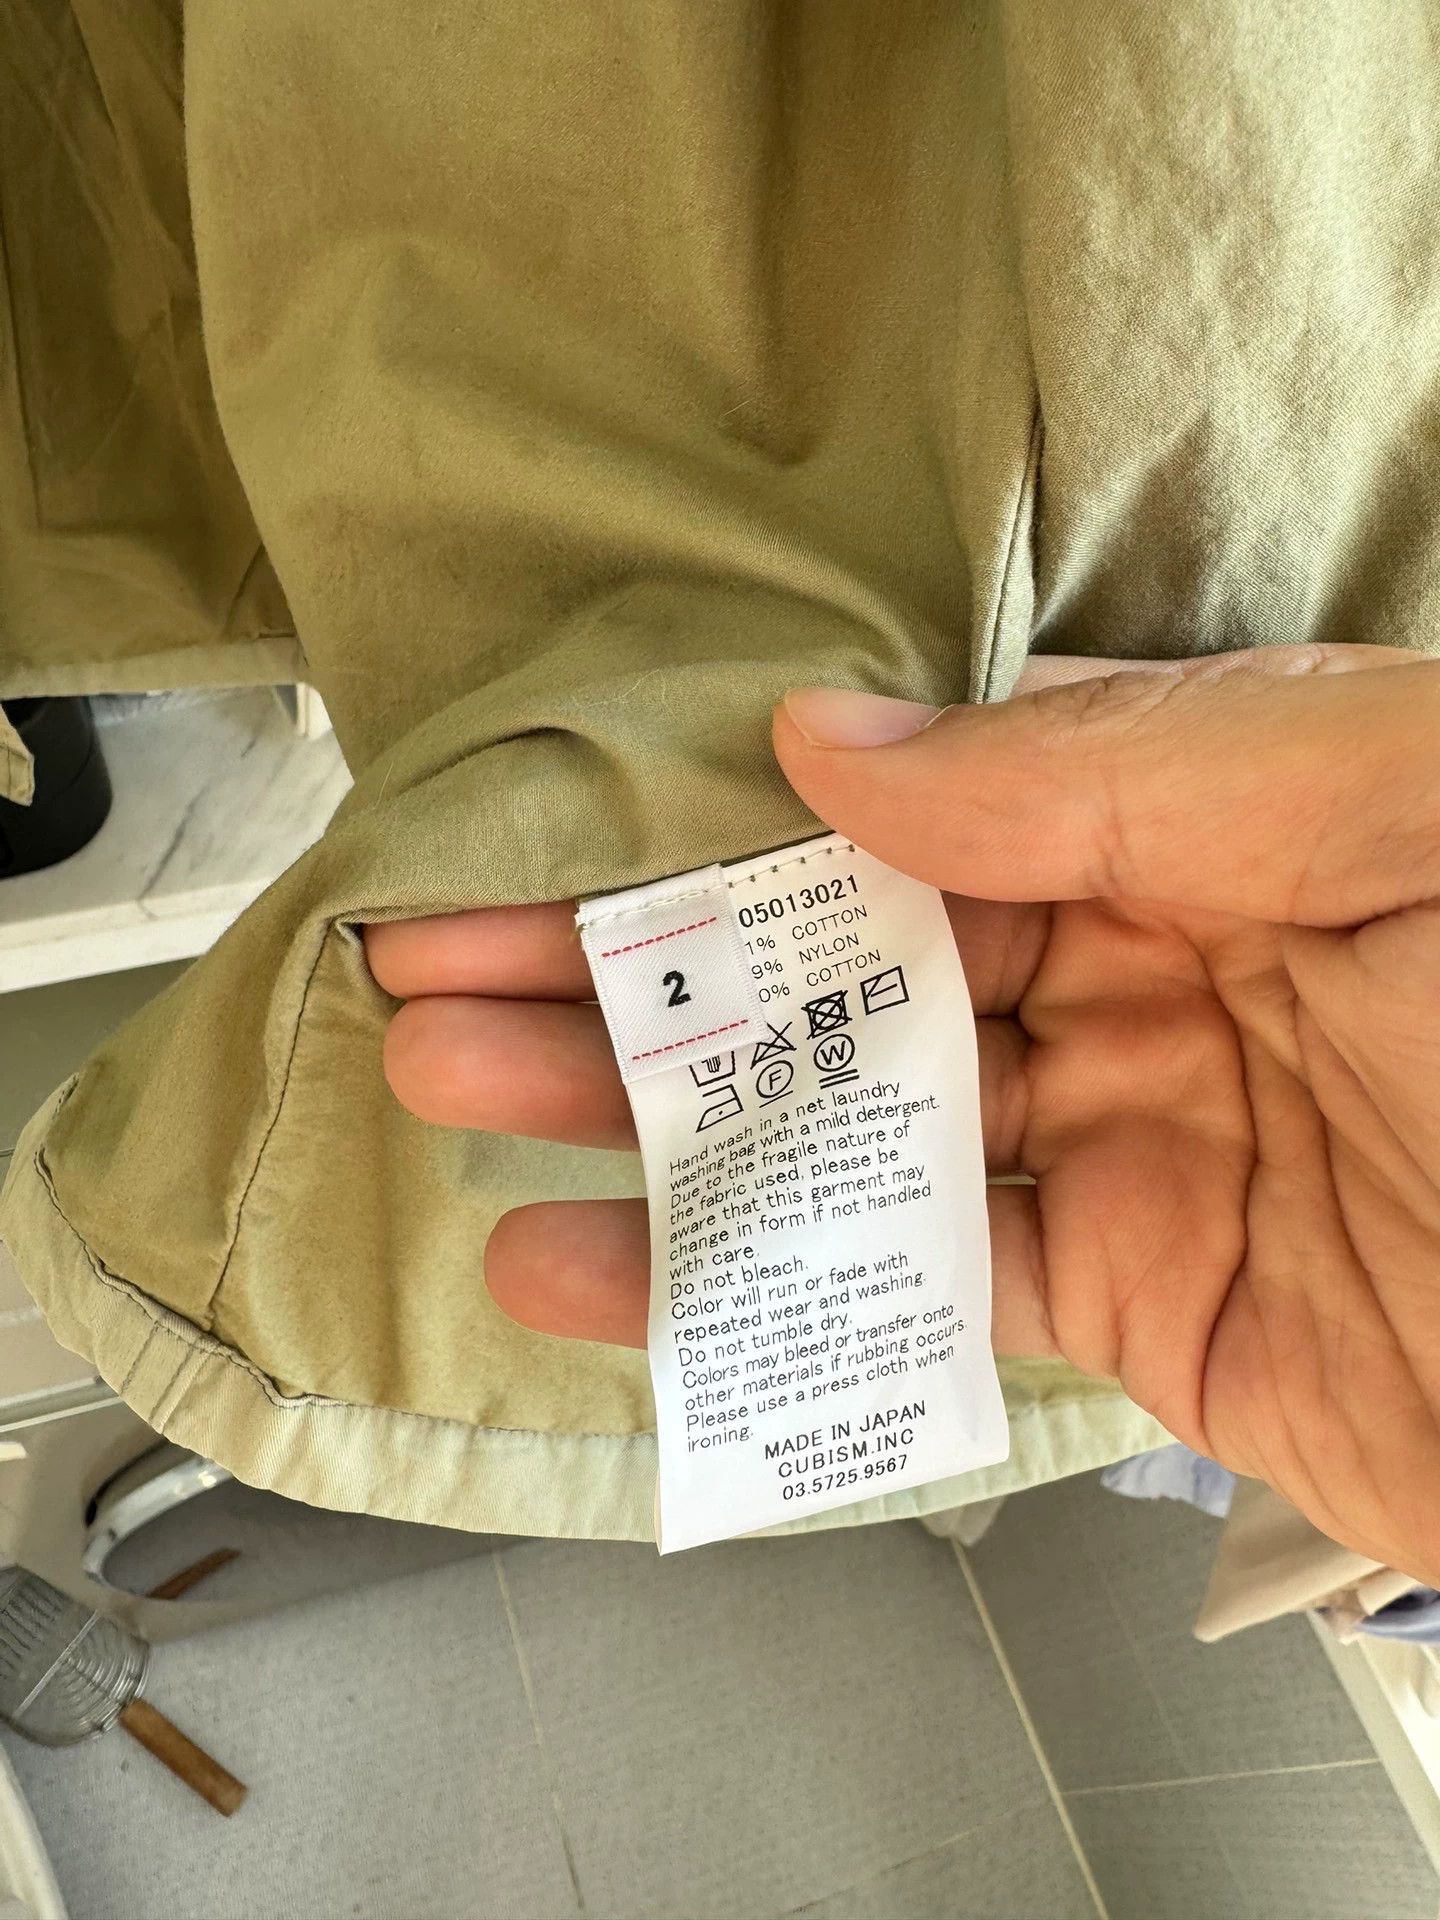 2
05013021
1% COTTON
9% NYLON
0% COTTON
F
W
Hand wash in a net laundry
washing bag with a mild detergent.
Due to the fragile nature of
the fabric used, please be
aware that this garment may
change in form if not handled
with care.
Do not bleach.
Color will run or fade with
repeated wear and washing.
Do not tumble dry.
Colors may bleed or transfer onto
other materials if rubbing occurs.
Please use a press cloth when
ironing.
MADE IN JAPAN
CUBISM.INC
03.5725.9567